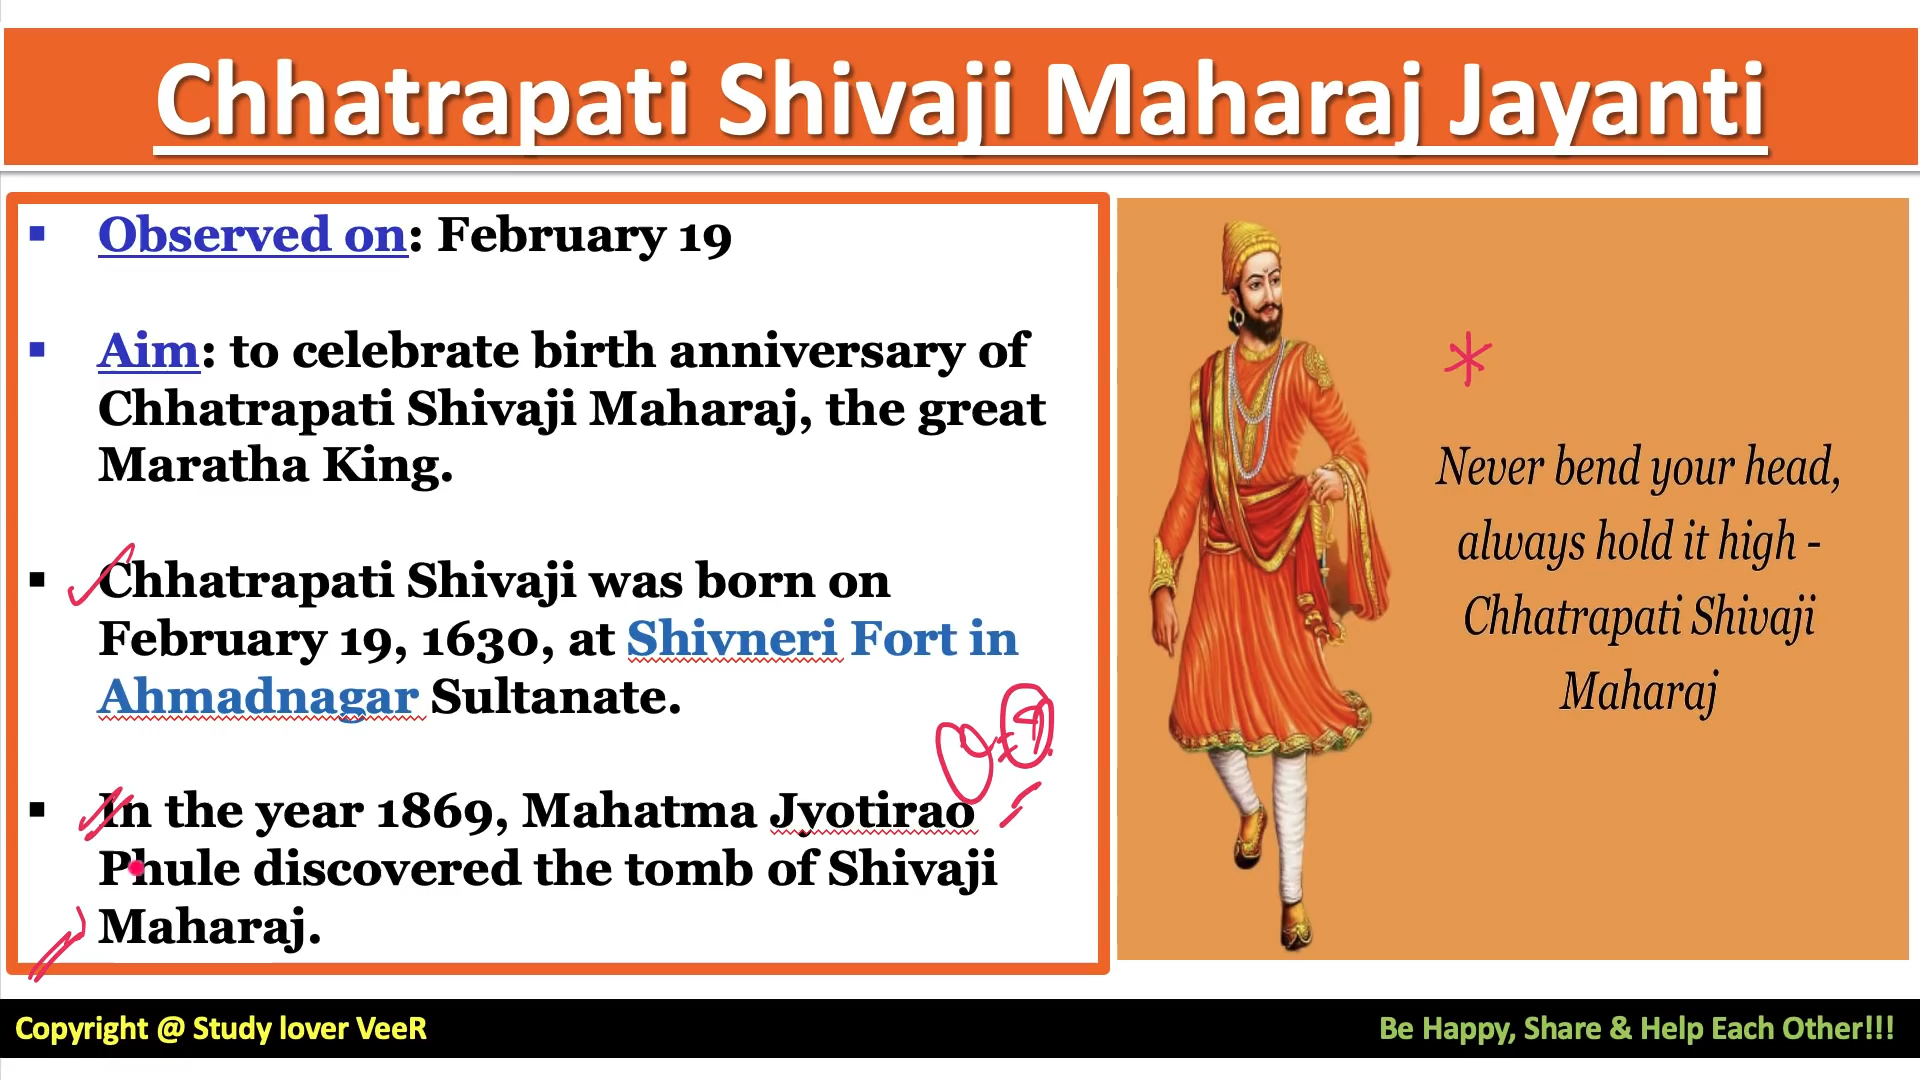 Chhatrapati Shivaji Maharaj Jayanti
▪ Observed on: February 19
▪ Aim: to celebrate birth anniversary of
Chhatrapati Shivaji Maharaj, the great
Maratha King.
▪ Chhatrapati Shivaji was born on
February 19, 1630, at Shivneri Fort in
Ahmadnagar Sultanate.
▪ In the year 1869, Mahatma Jyotirao
Phule discovered the tomb of Shivaji
Maharaj.
Never bend your head,
always hold it high -
Chhatrapati Shivaji
Maharaj
Copyright @ Study lover VeeR
Be Happy, Share & Help Each Other!!!